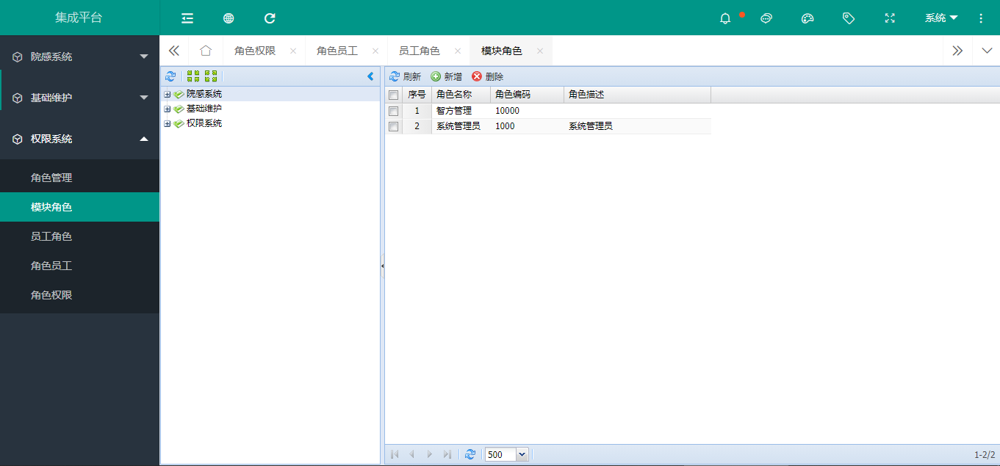 集成平台
系统
院感系统
基础维护
权限系统
角色管理
模块角色
员工角色
角色员工
角色权限
角色权限
角色员工
员工角色
模块角色
院感系统
基础维护
权限系统
刷新 新增 删除
序号 角色名称 角色编码 角色描述
1 智方管理 10000
2 系统管理员 1000 系统管理员
500
1-2/2